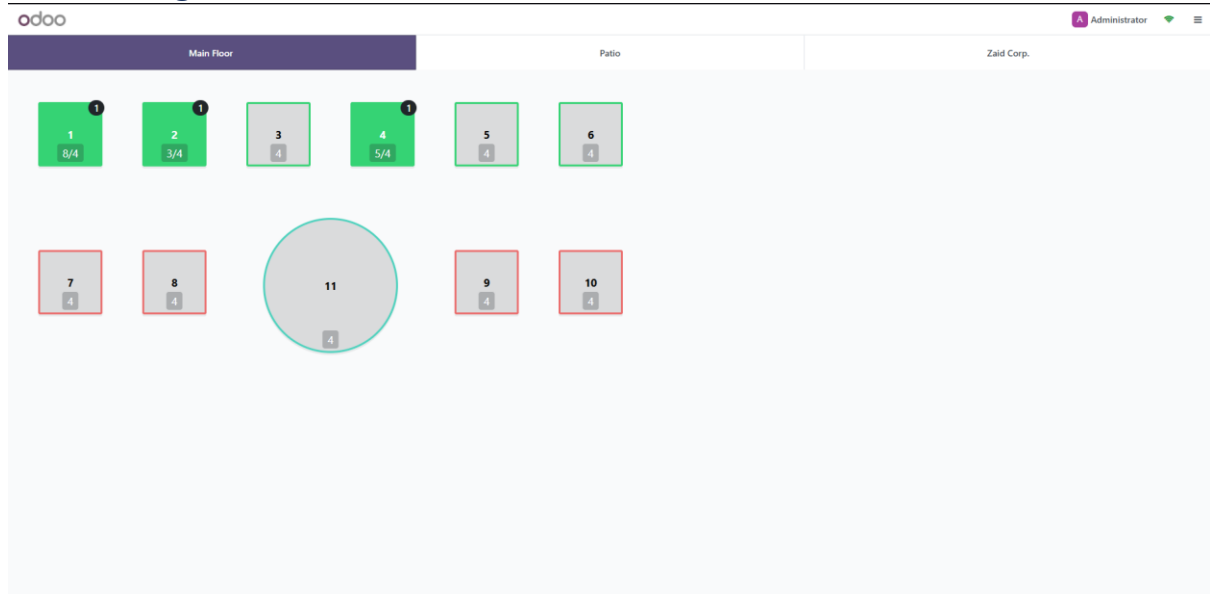 odoo
A Administrator
Main Floor Patio Zaid Corp.
1 1 1
1 2 3 4 5 6
8/4 3/4 4 5/4 4 4
7 8 11 9 10
4 4 4 4
4